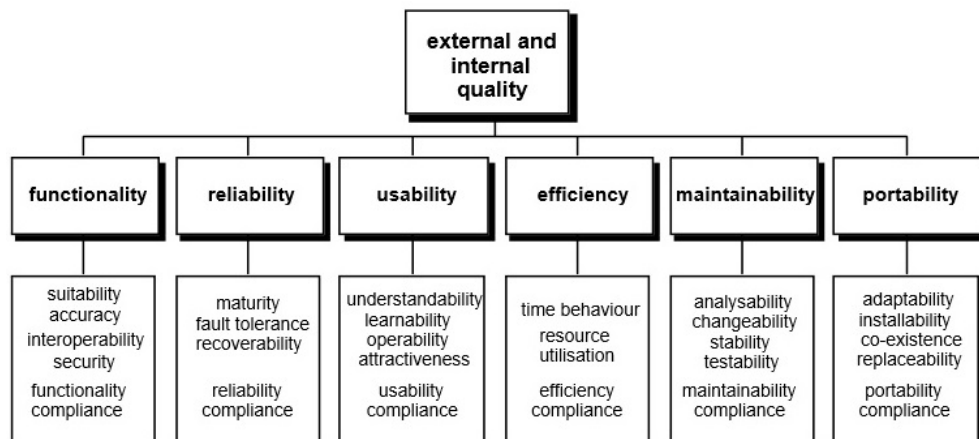 external and
internal
quality
functionality
reliability
usability
efficiency
maintainability
portability
suitability
accuracy
interoperability
security
functionality
compliance
maturity
fault tolerance
recoverability
reliability
compliance
understandability
learnability
operability
attractiveness
usability
compliance
time behaviour
resource
utilisation
efficiency
compliance
analysability
changeability
stability
testability
maintainability
compliance
adaptability
installability
co-existence
replaceability
portability
compliance